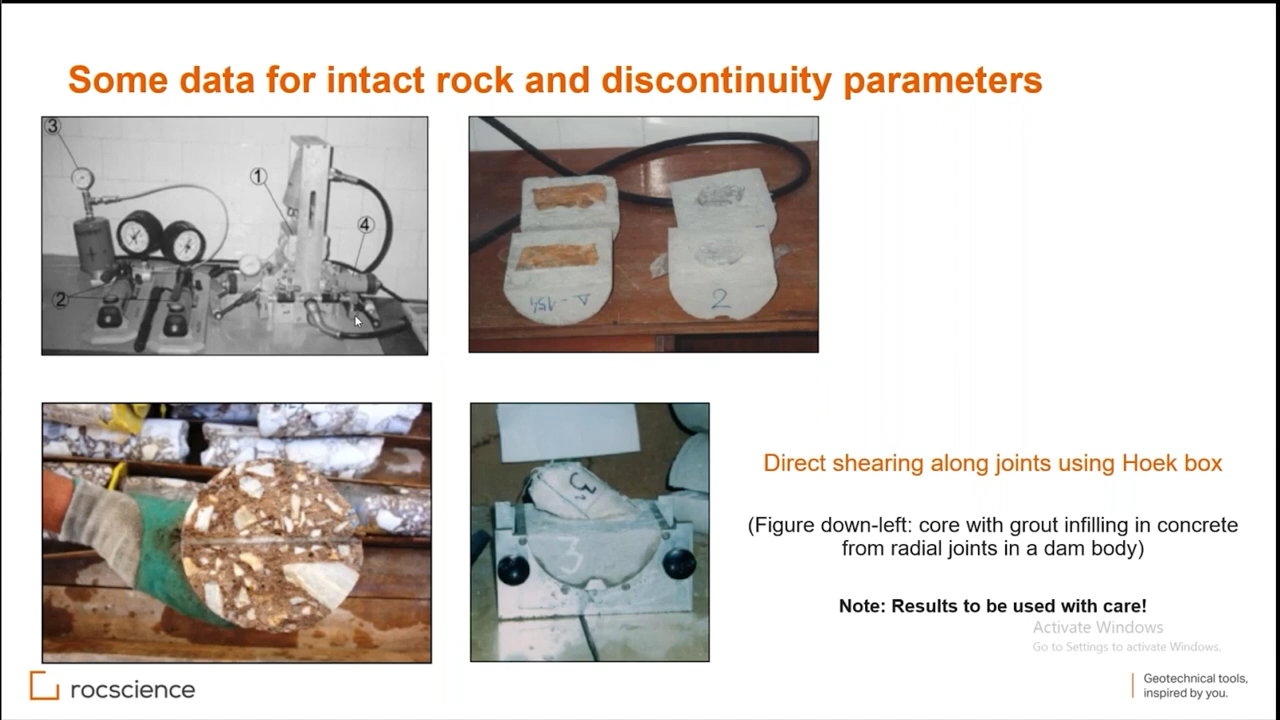 Some data for intact rock and discontinuity parameters
3
1
4
2
2
3
3
Direct shearing along joints using Hoek box
(Figure down-left: core with grout infilling in concrete
from radial joints in a dam body)
Note: Results to be used with care!
Activate Windows
Go to Settings to activate Windows.
rocscience
Geotechnical tools,
inspired by you.